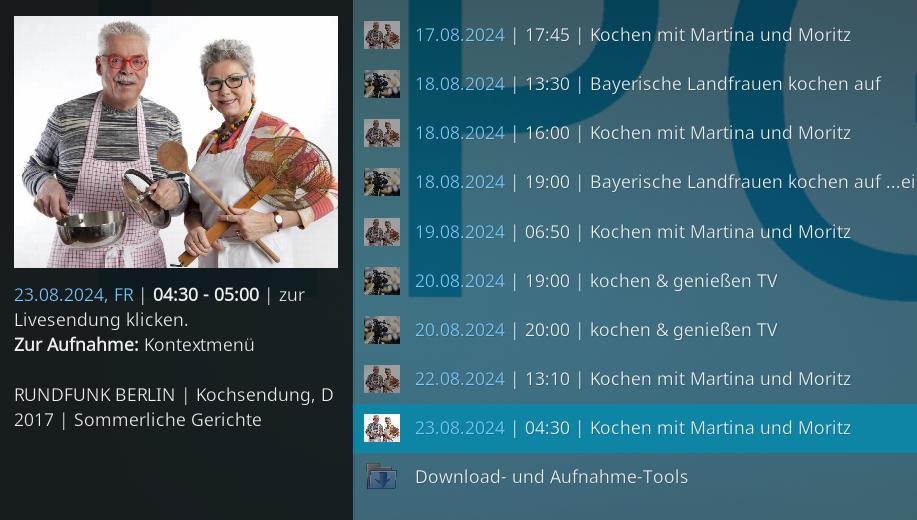 23.08.2024, FR | 04:30 - 05:00 | zur
Livesendung klicken.
Zur Aufnahme: Kontextmenü
RUNDFUNK BERLIN | Kochsendung, D
2017 | Sommerliche Gerichte
17.08.2024 | 17:45 | Kochen mit Martina und Moritz
18.08.2024 | 13:30 | Bayerische Landfrauen kochen auf
18.08.2024 | 16:00 | Kochen mit Martina und Moritz
18.08.2024 | 19:00 | Bayerische Landfrauen kochen auf ...ei
19.08.2024 | 06:50 | Kochen mit Martina und Moritz
20.08.2024 | 19:00 | kochen & genießen TV
20.08.2024 | 20:00 | kochen & genießen TV
22.08.2024 | 13:10 | Kochen mit Martina und Moritz
23.08.2024 | 04:30 | Kochen mit Martina und Moritz
Download- und Aufnahme-Tools